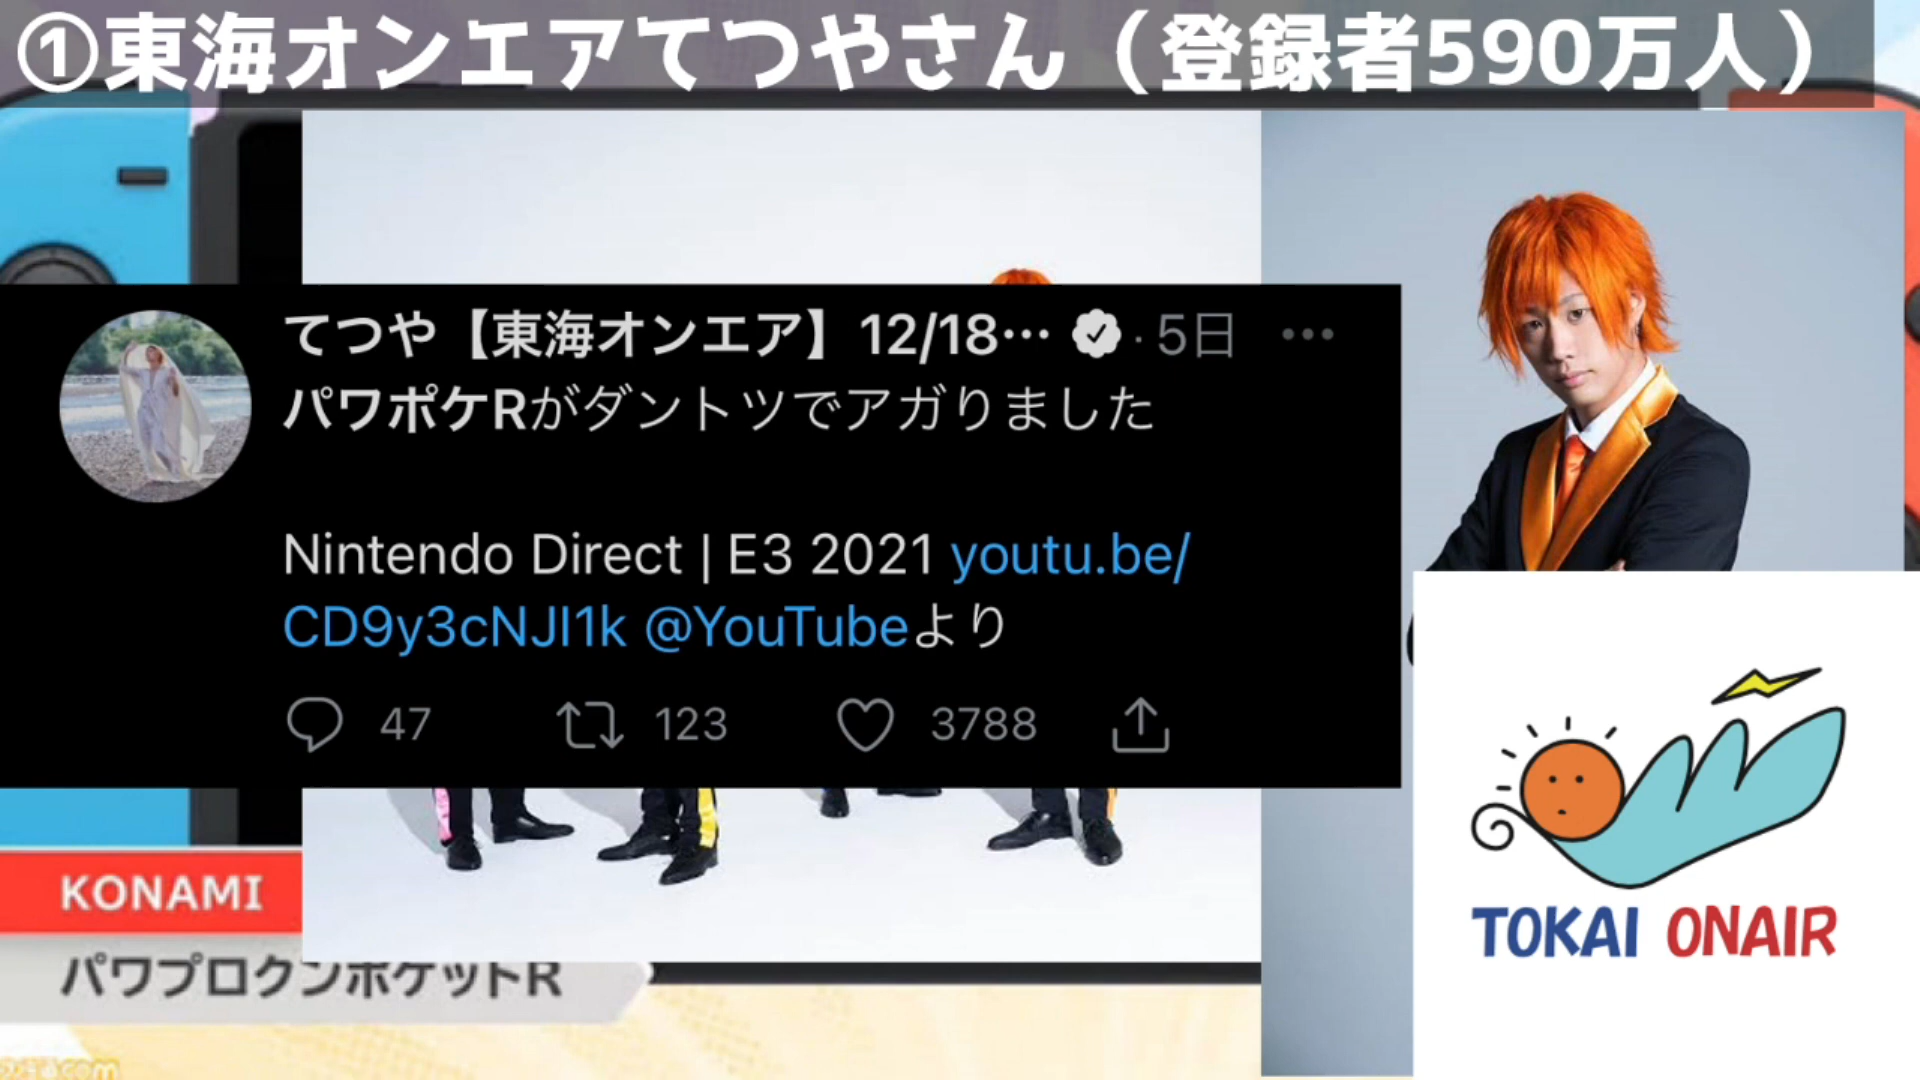 ①東海オンエアてつやさん（登録者590万人）
てつや【東海オンエア】12/18… · 5日
パワポケRがダントツでアガりました
Nintendo Direct | E3 2021 youtu.be/
CD9y3cNJI1k @YouTubeより
47 123 3788
KONAMI
パワプロクンポケットR
TOKAI ONAIR